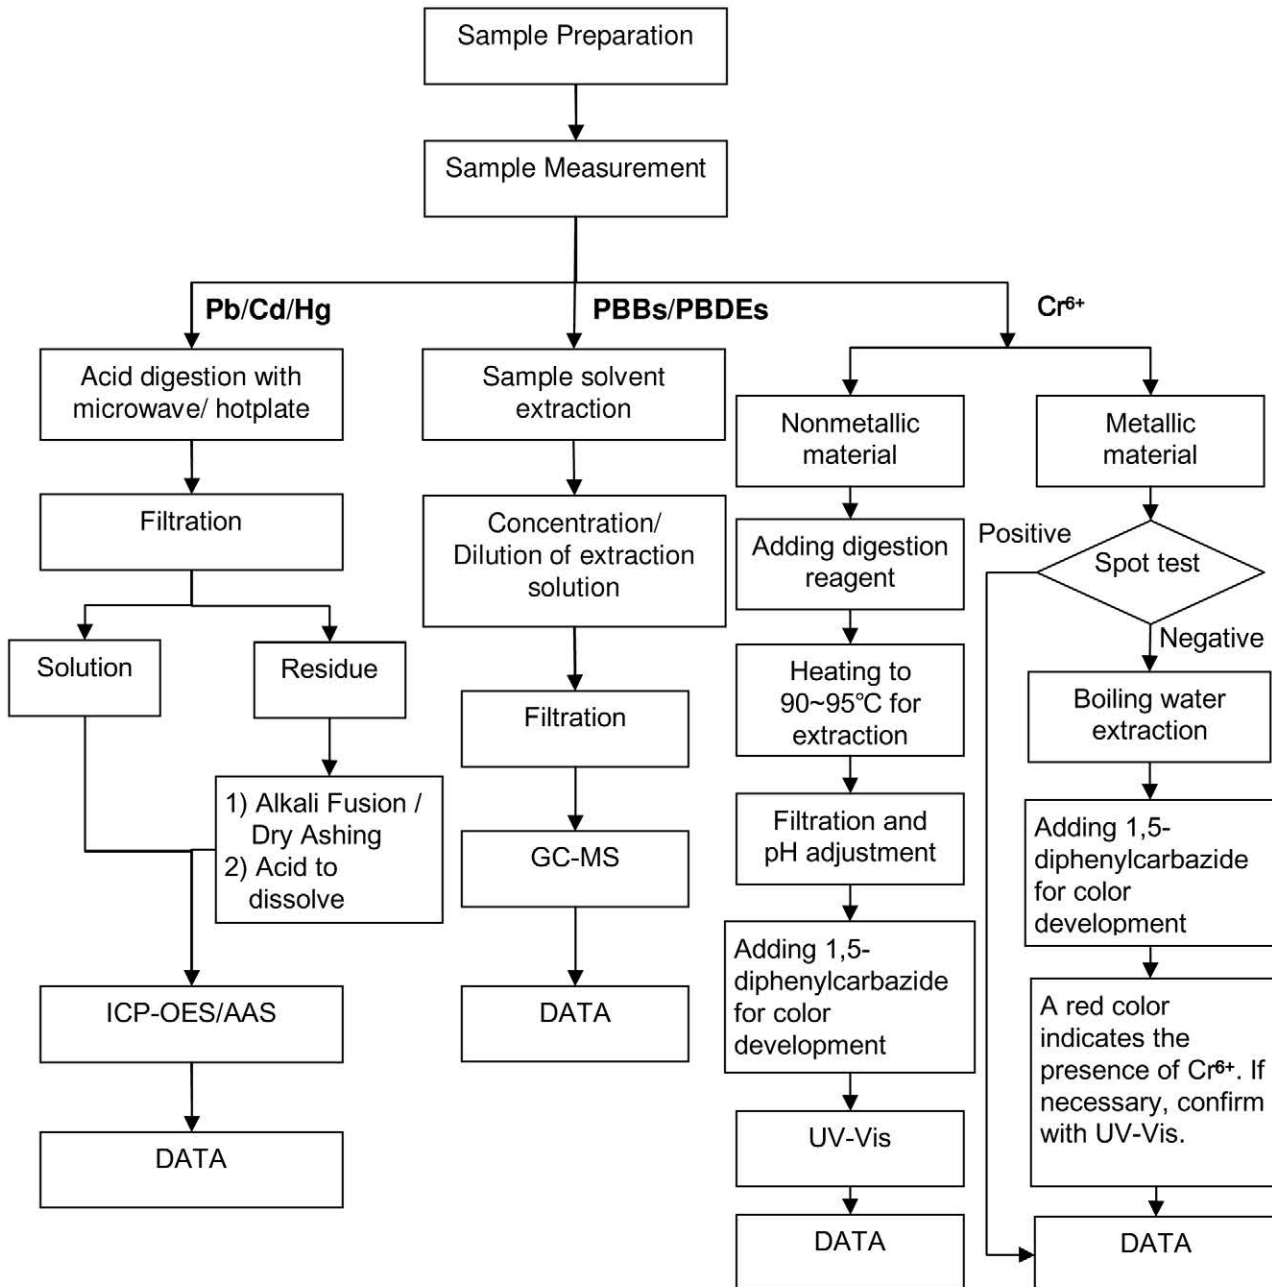 Sample Preparation
Sample Measurement
Pb/Cd/Hg
PBBs/PBDEs
Cr⁶⁺
Acid digestion with
microwave/ hotplate
Filtration
Solution
Residue
1) Alkali Fusion /
Dry Ashing
2) Acid to
dissolve
ICP-OES/AAS
DATA
Sample solvent
extraction
Concentration/
Dilution of extraction
solution
Filtration
GC-MS
DATA
Nonmetallic
material
Adding digestion
reagent
Heating to
90~95℃ for
extraction
Filtration and
pH adjustment
Adding 1,5-
diphenylcarbazide
for color
development
UV-Vis
DATA
Metallic
material
Spot test
Positive
Negative
Boiling water
extraction
Adding 1,5-
diphenylcarbazide
for color
development
A red color
indicates the
presence of Cr⁶⁺. If
necessary, confirm
with UV-Vis.
DATA